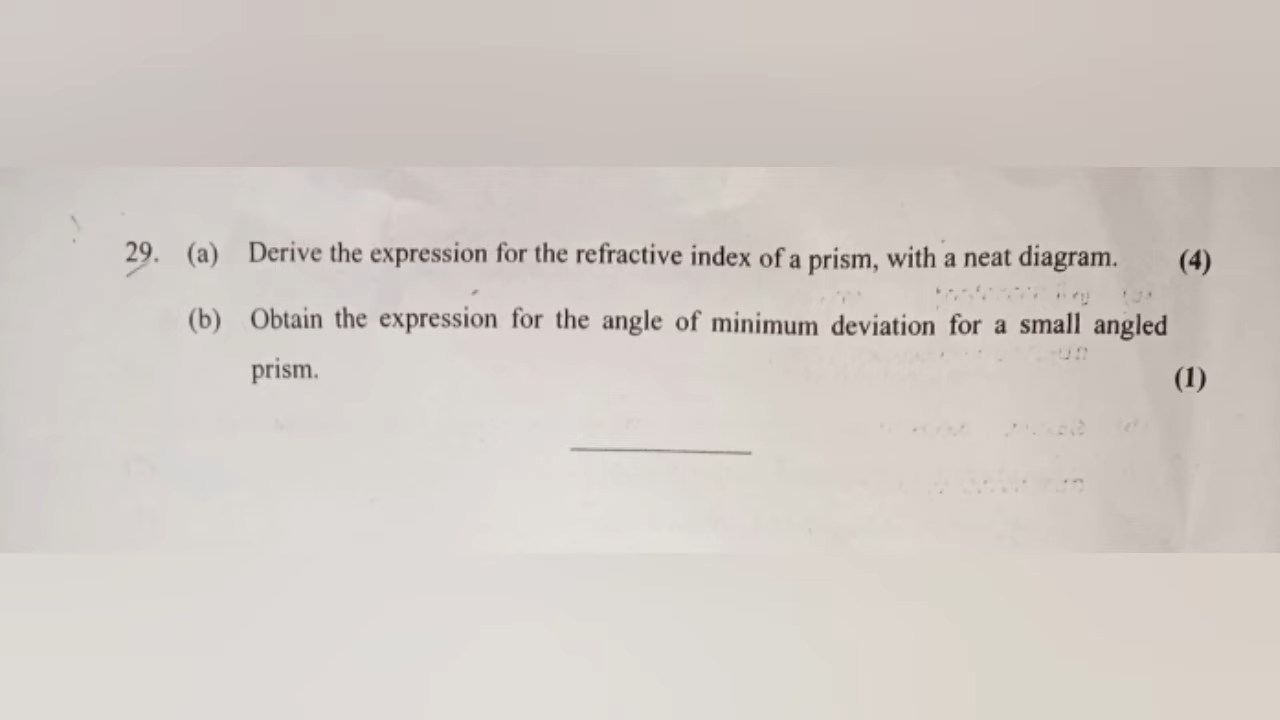 29. (a) Derive the expression for the refractive index of a prism, with a neat diagram. (4)
(b) Obtain the expression for the angle of minimum deviation for a small angled
prism. (1)